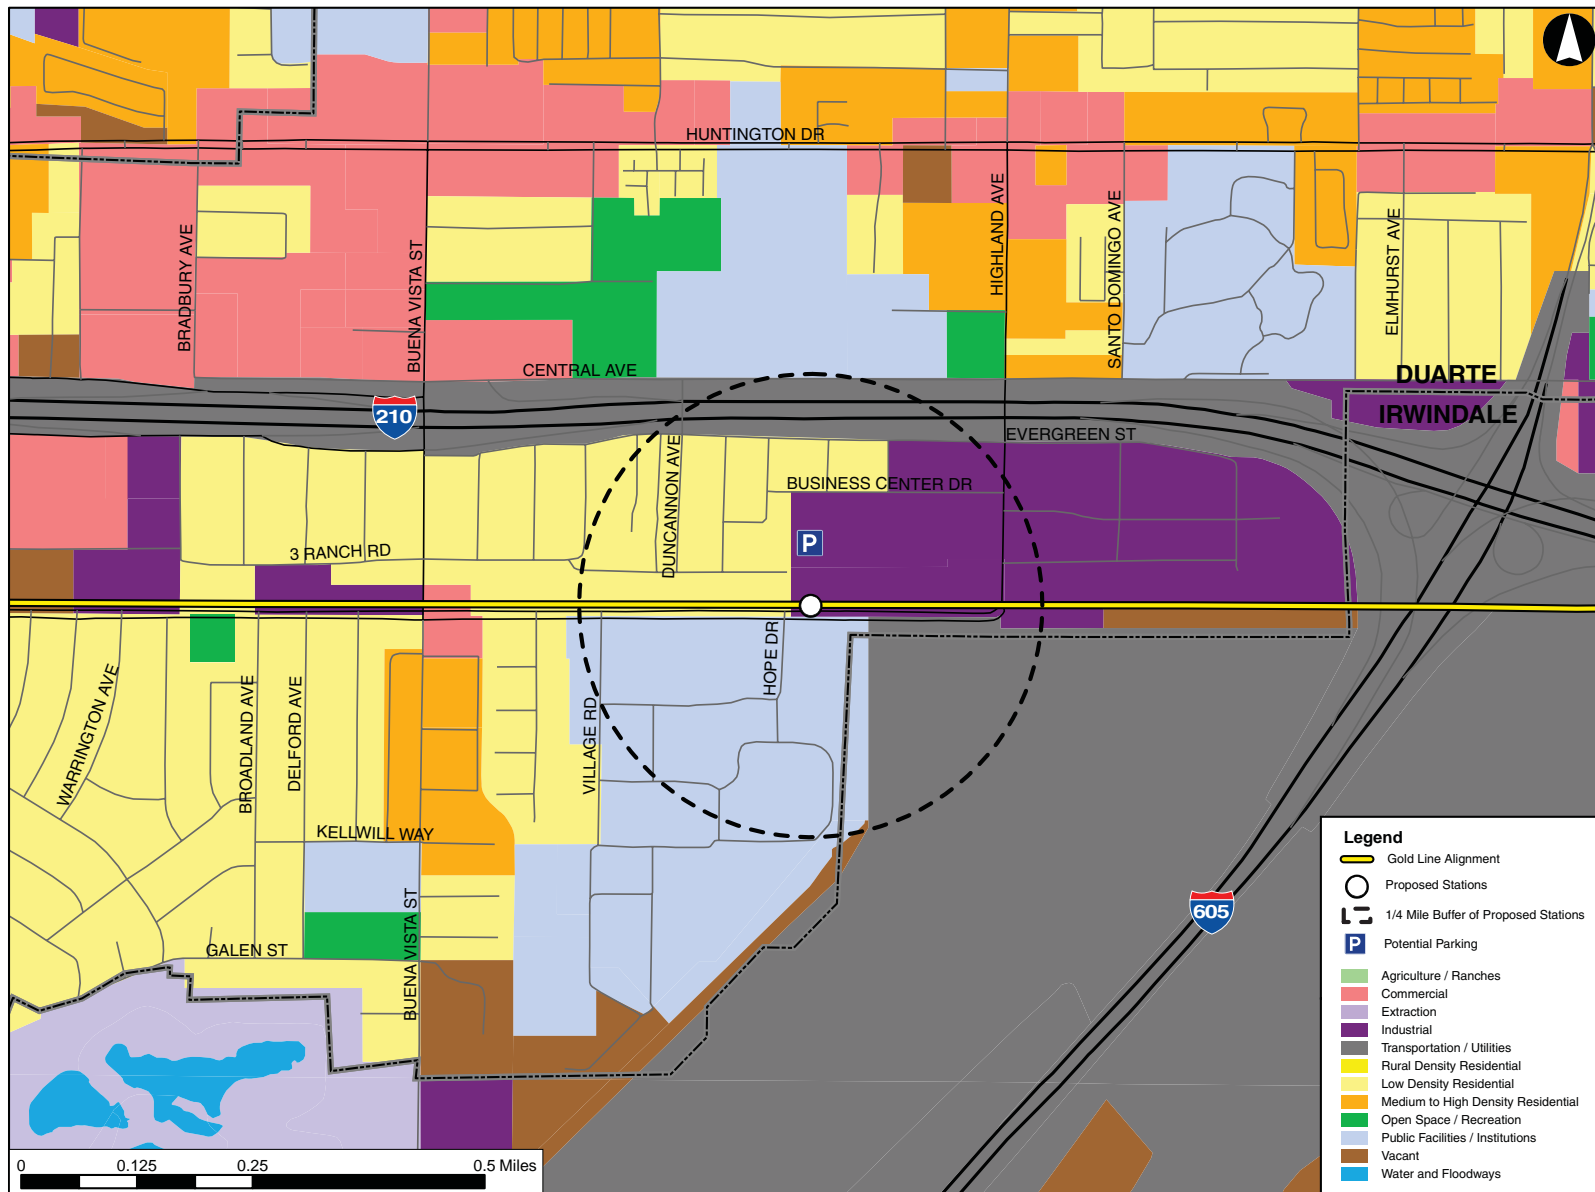 HUNTINGTON DR
BRADBURY AVE
BUENA VISTA ST
HIGHLAND AVE
SANTO DOMINGO AVE
ELMHURST AVE
CENTRAL AVE
DUARTE
IRWINDALE
210
EVERGREEN ST
DUNCANNON AVE
BUSINESS CENTER DR
3 RANCH RD
P
HOPE DR
WARRINGTON AVE
BROADLAND AVE
DELFORD AVE
VILLAGE RD
KELLWILL WAY
BUENA VISTA ST
GALEN ST
605
Legend
Gold Line Alignment
Proposed Stations
1/4 Mile Buffer of Proposed Stations
P Potential Parking
Agriculture / Ranches
Commercial
Extraction
Industrial
Transportation / Utilities
Rural Density Residential
Low Density Residential
Medium to High Density Residential
Open Space / Recreation
Public Facilities / Institutions
Vacant
Water and Floodways
0 0.125 0.25 0.5 Miles